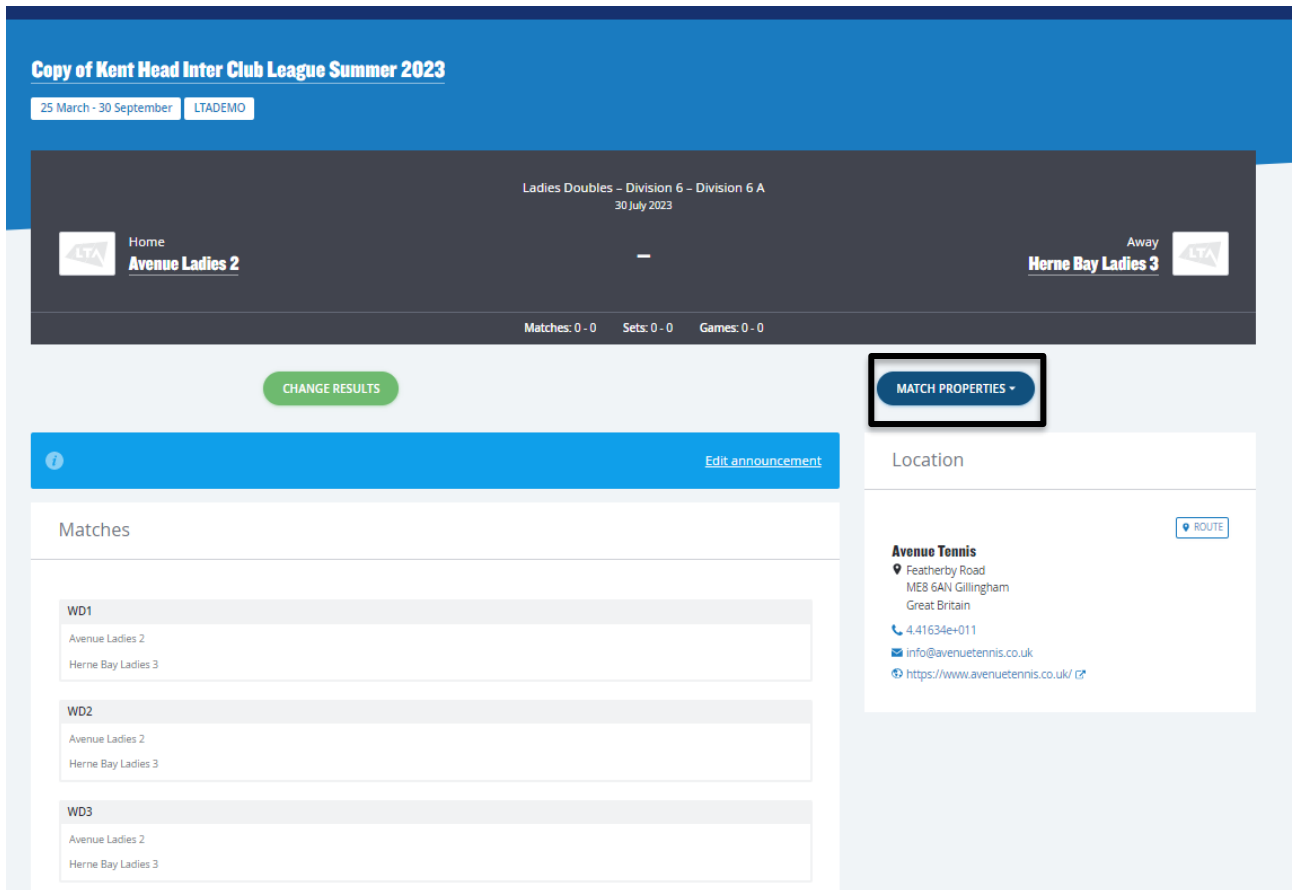 Copy of Kent Head Inter Club League Summer 2023
25 March - 30 September LTADEMO
Ladies Doubles – Division 6 – Division 6 A
30 July 2023
LTA
Home
Avenue Ladies 2
–
Away
Herne Bay Ladies 3
LTA
Matches: 0 - 0 Sets: 0 - 0 Games: 0 - 0
CHANGE RESULTS
MATCH PROPERTIES
Edit announcement
Matches
WD1
Avenue Ladies 2
Herne Bay Ladies 3
WD2
Avenue Ladies 2
Herne Bay Ladies 3
WD3
Avenue Ladies 2
Herne Bay Ladies 3
Location
ROUTE
Avenue Tennis
Featherby Road
ME8 6AN Gillingham
Great Britain
4.41634e+011
info@avenuetennis.co.uk
https://www.avenuetennis.co.uk/